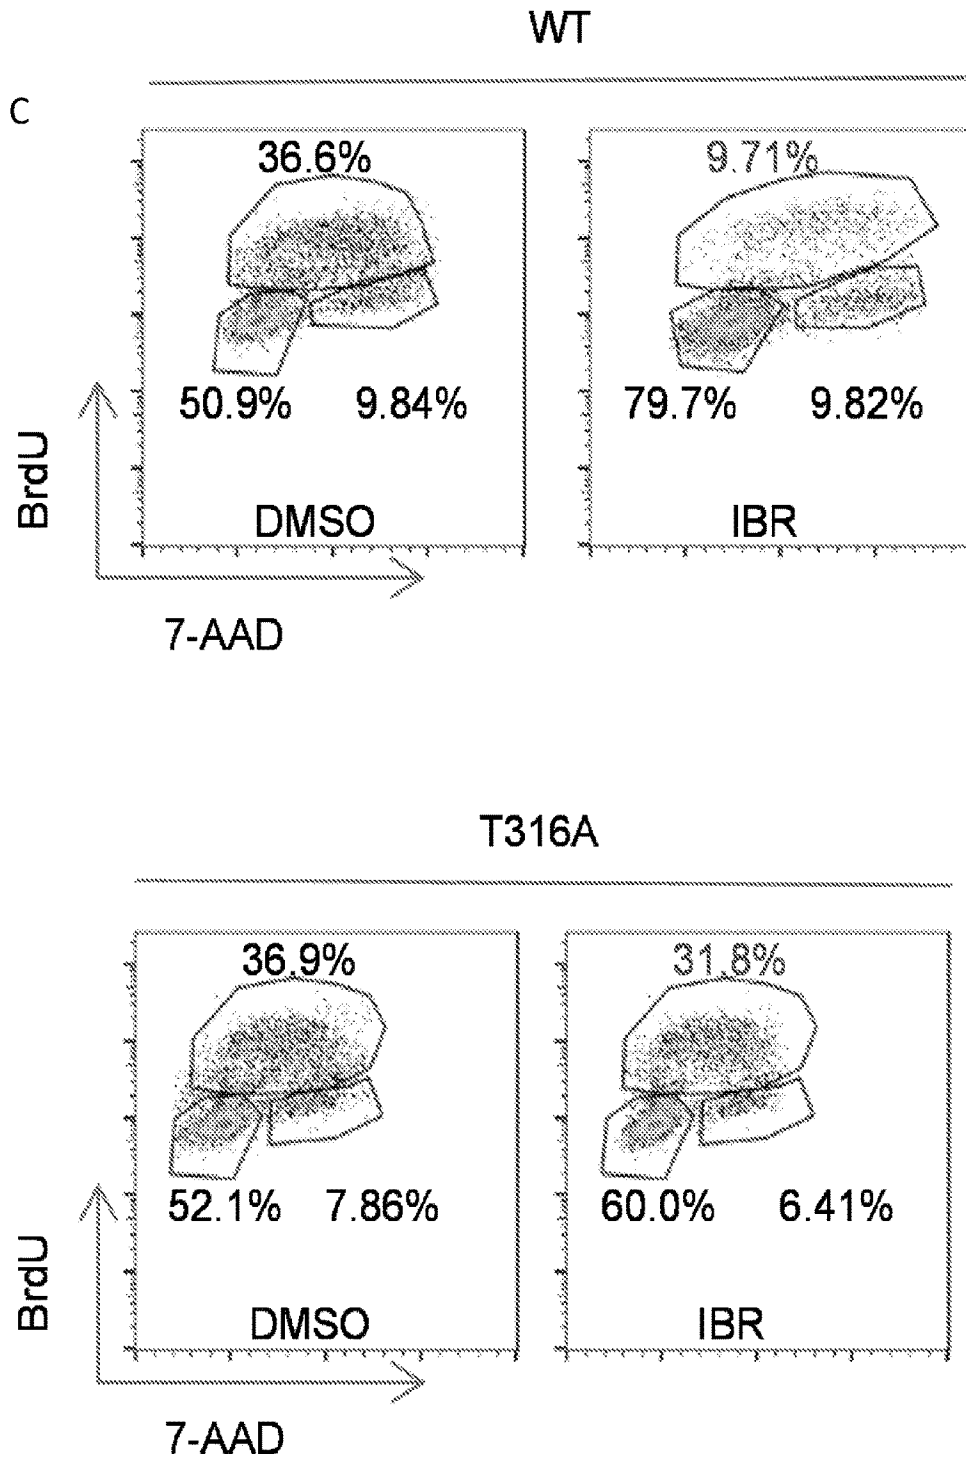 WT
C
36.6%
9.71%
50.9% 9.84%
79.7% 9.82%
BrdU
DMSO
IBR
7-AAD
T316A
36.9%
31.8%
52.1% 7.86%
60.0% 6.41%
BrdU
DMSO
IBR
7-AAD